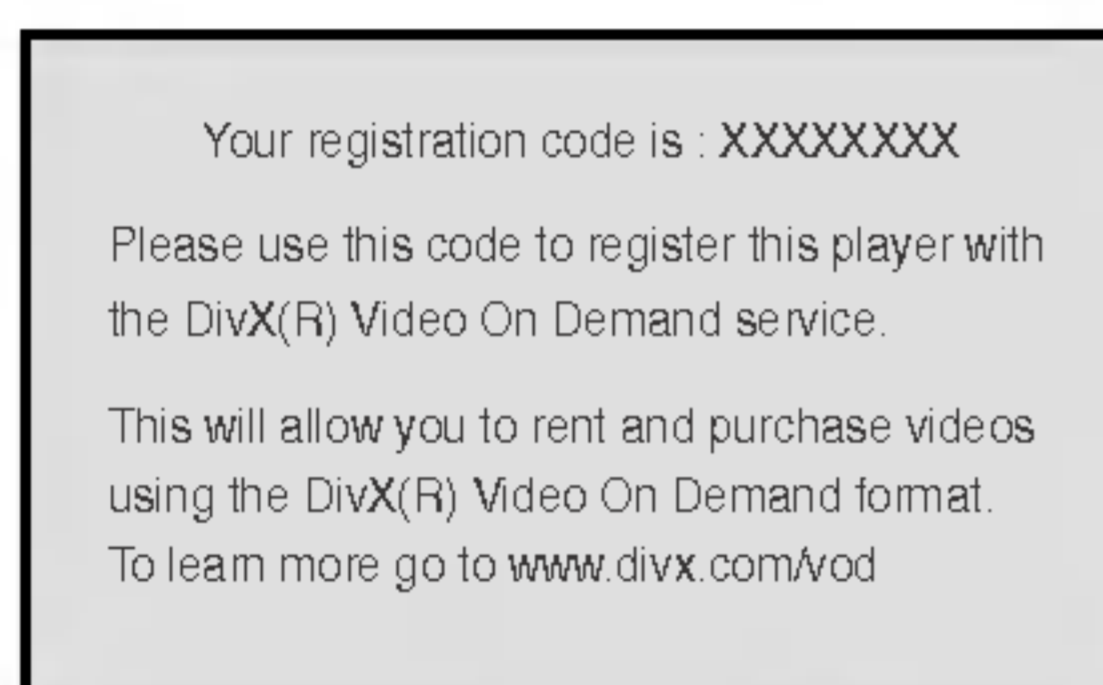 Your registration code is : XXXXXXXX
Please use this code to register this player with
the DivX(R) Video On Demand service.
This will allow you to rent and purchase videos
using the DivX(R) Video On Demand format.
To learn more go to www.divx.com/vod